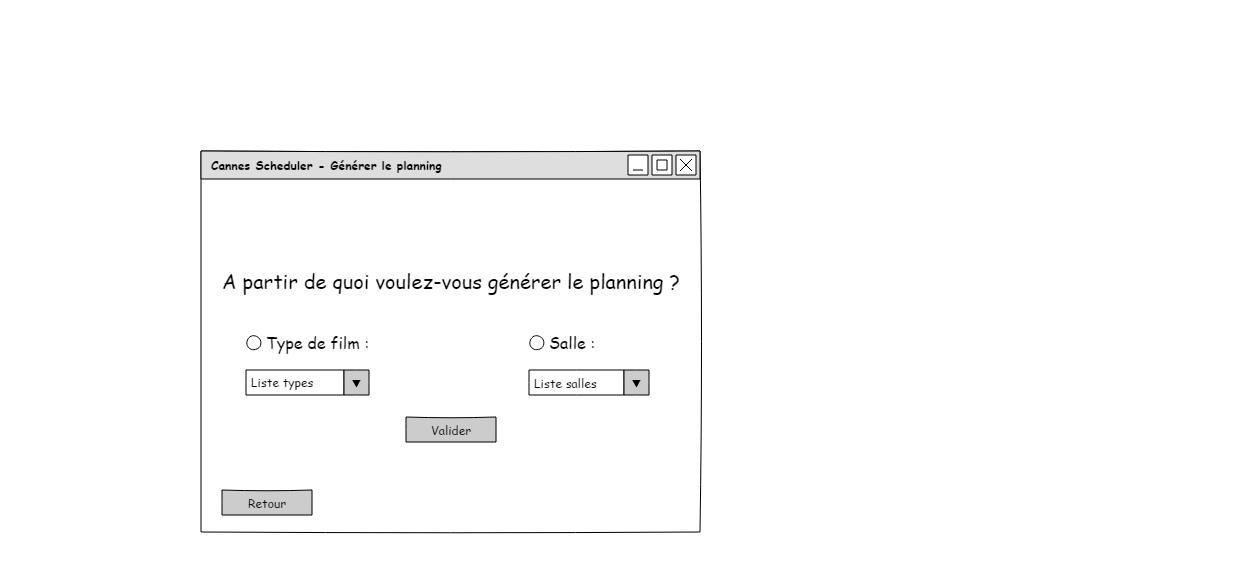 Cannes Scheduler - Générer le planning
A partir de quoi voulez-vous générer le planning ?
Type de film :
Salle :
Liste types
Liste salles
Valider
Retour